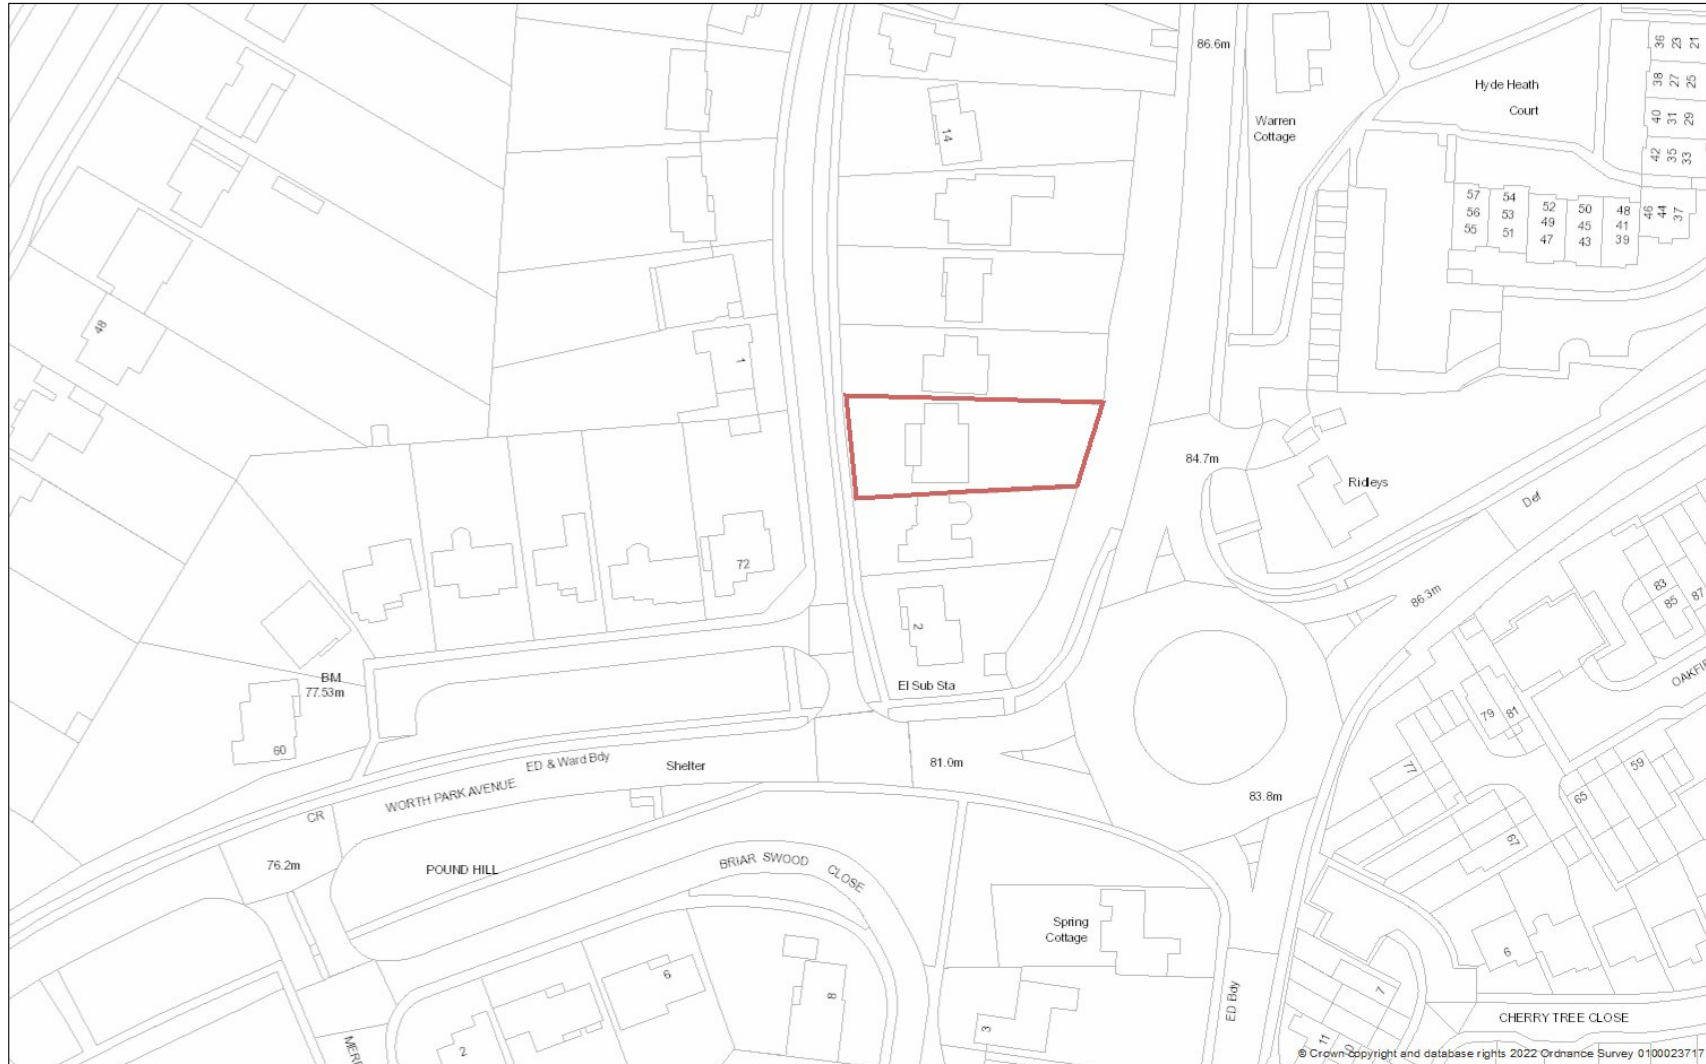 86.6m
36 23 21
38 27 25
40 31 29
42 35 33
Hyde Heath
Court
Warren
Cottage
14
57 54 52 50 48 46 44 37
56 53 49 45 41
55 51 47 43 39
48
1
84.7m
Ridleys
Def
72
2
86.3m
83
85
87
BM
77.53m
El Sub Sta
79
81
60
ED & Ward Bdy
Shelter
81.0m
77
59
65
83.8m
WORTH PARK AVENUE
CR
67
76.2m
POUND HILL
BRIAR SWOOD
CLOSE
Spring
Cottage
6
6
8
7
ED Bdy
3
2
11
CHERRY TREE CLOSE
© Crown copyright and database rights 2022 Ordnance Survey